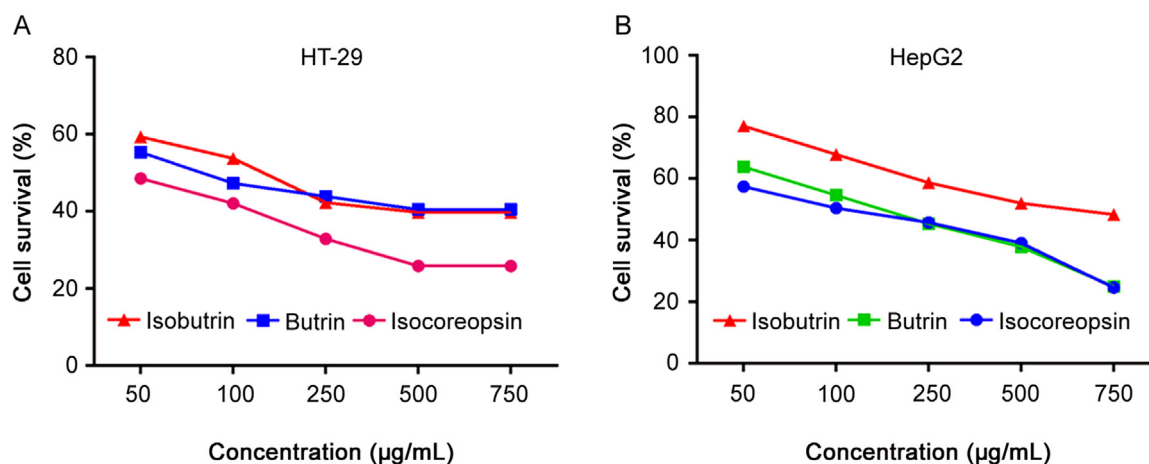 A
HT-29
80
60
40
20
0
Cell survival (%)
Isobutrin Butrin Isocoreopsin
50 100 250 500 750
Concentration (µg/mL)
B
HepG2
100
80
60
40
20
0
Cell survival (%)
Isobutrin Butrin Isocoreopsin
50 100 250 500 750
Concentration (µg/mL)